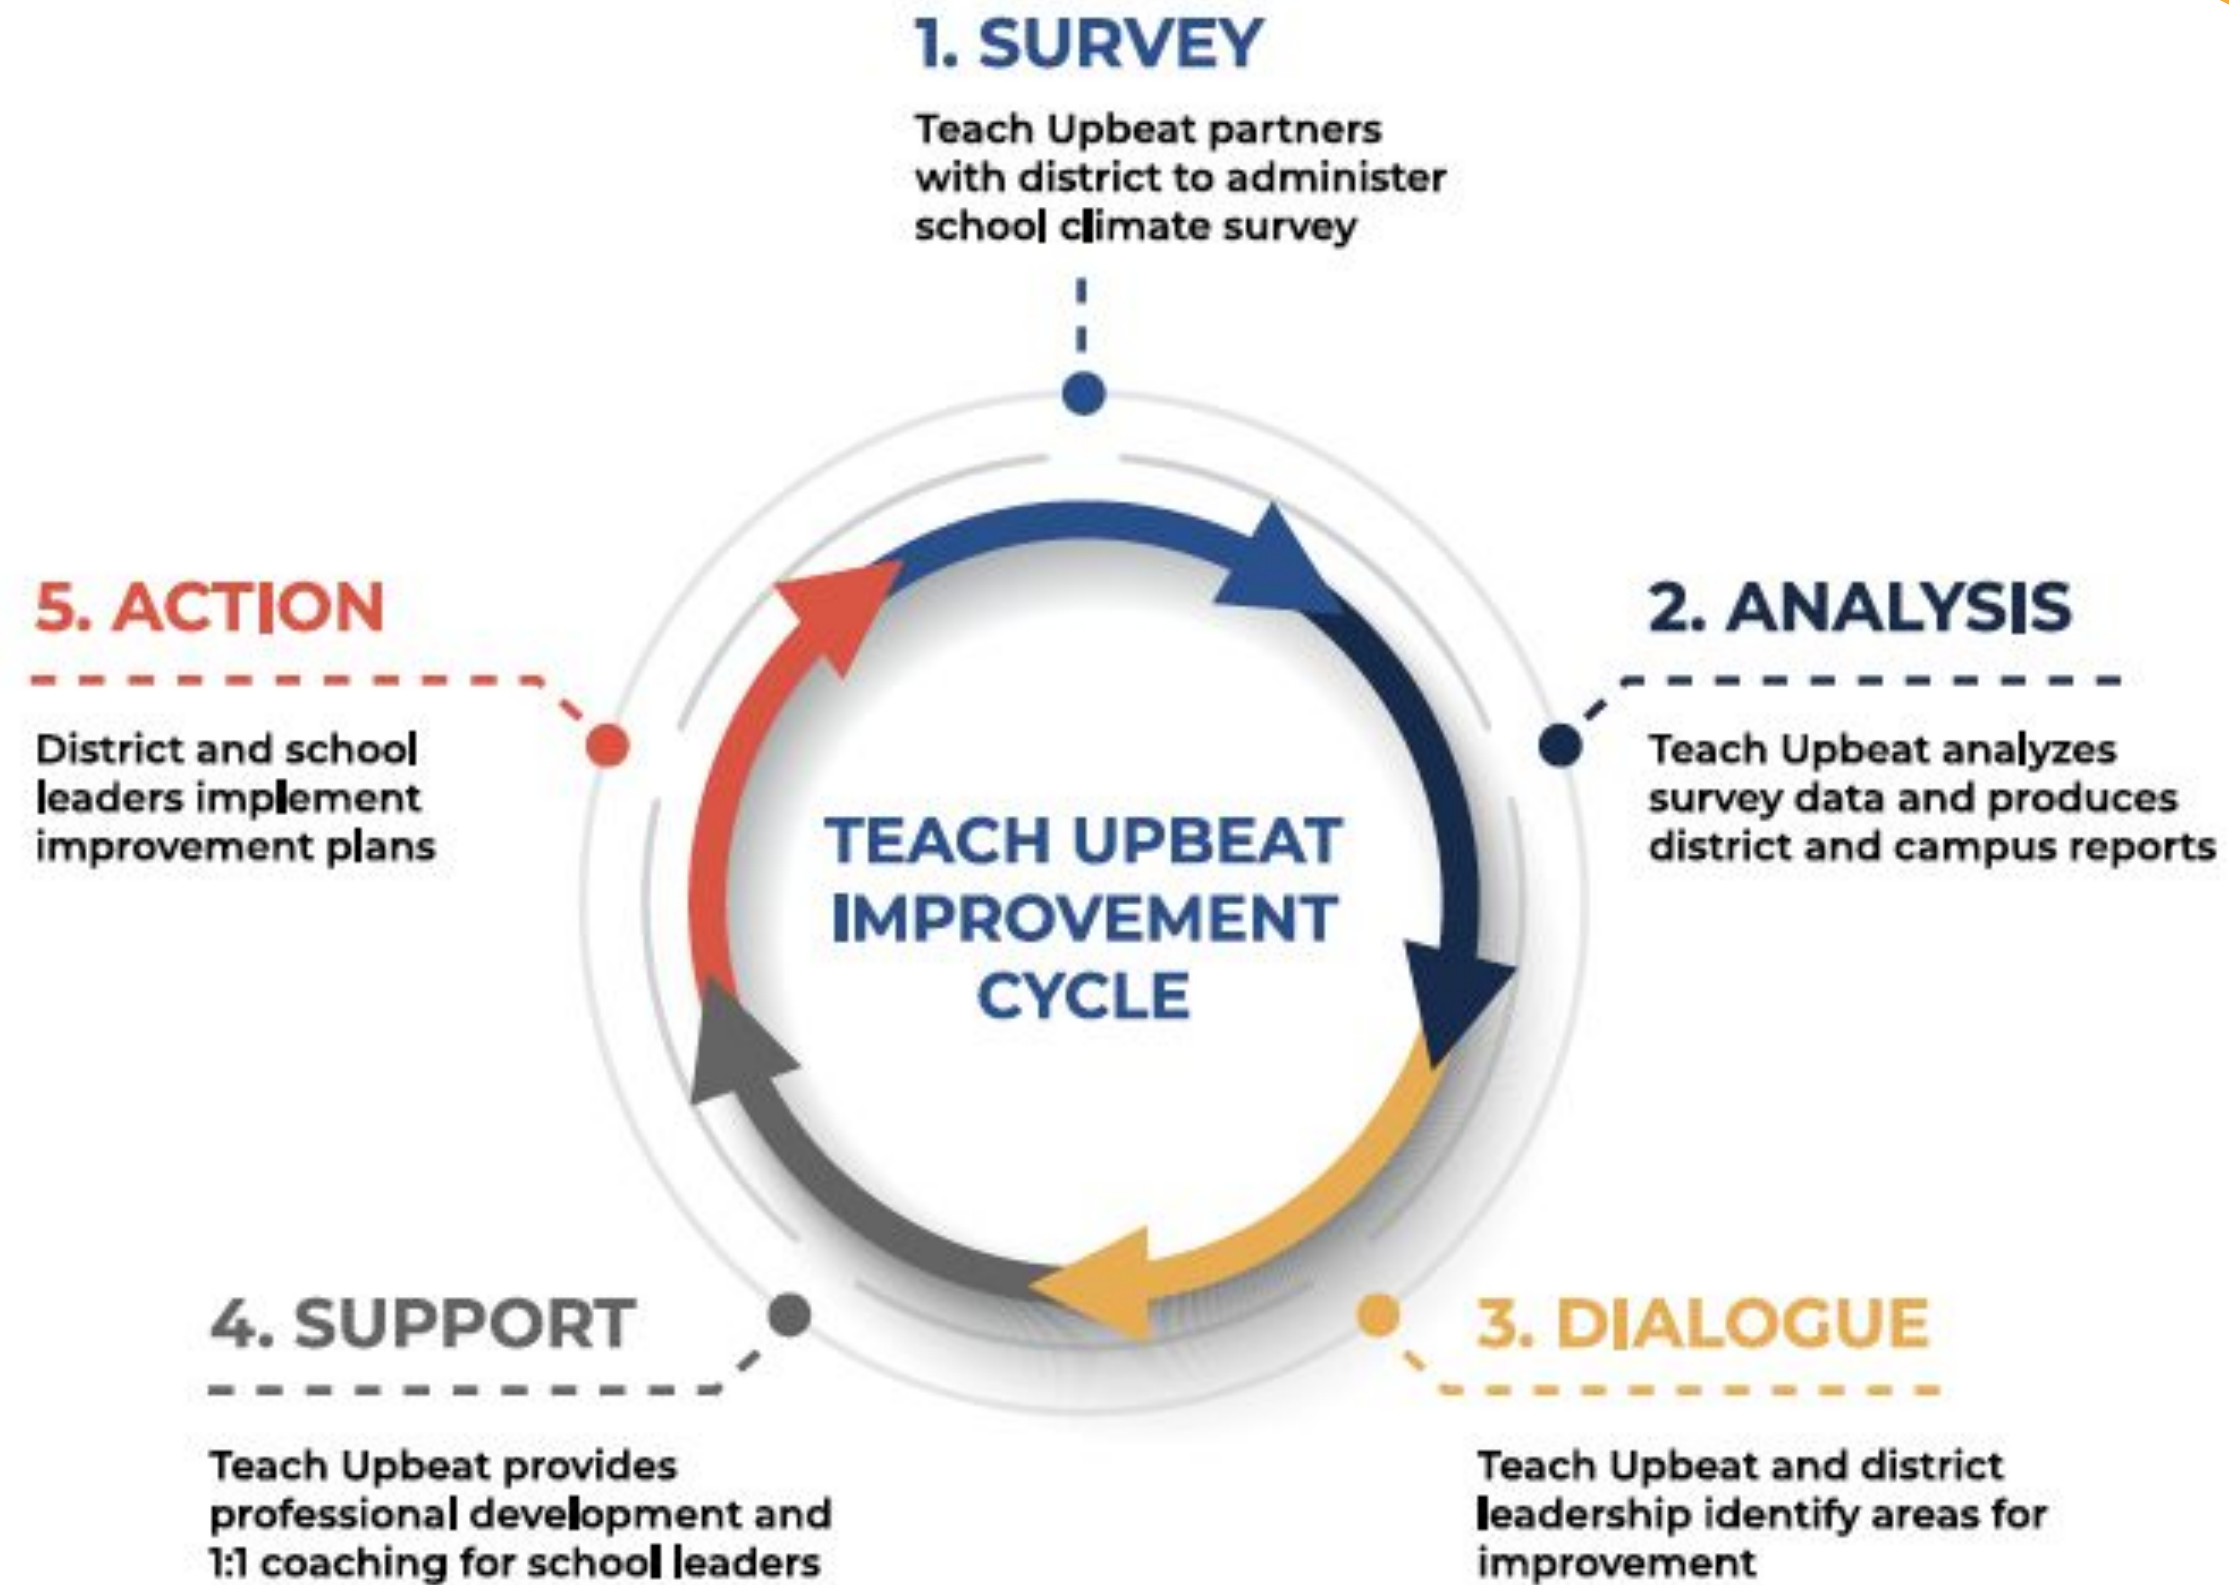 1. SURVEY
Teach Upbeat partners
with district to administer
school climate survey
2. ANALYSIS
Teach Upbeat analyzes
survey data and produces
district and campus reports
3. DIALOGUE
Teach Upbeat and district
leadership identify areas for
improvement
4. SUPPORT
Teach Upbeat provides
professional development and
1:1 coaching for school leaders
5. ACTION
District and school
leaders implement
improvement plans
TEACH UPBEAT
IMPROVEMENT
CYCLE